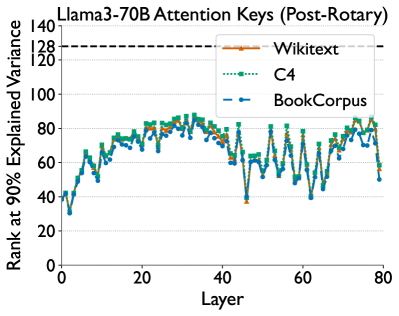 Llama3-70B Attention Keys (Post-Rotary)
Rank at 90% Explained Variance
140
128
120
100
80
60
40
20
0
Wikitext
C4
BookCorpus
0 20 40 60 80
Layer